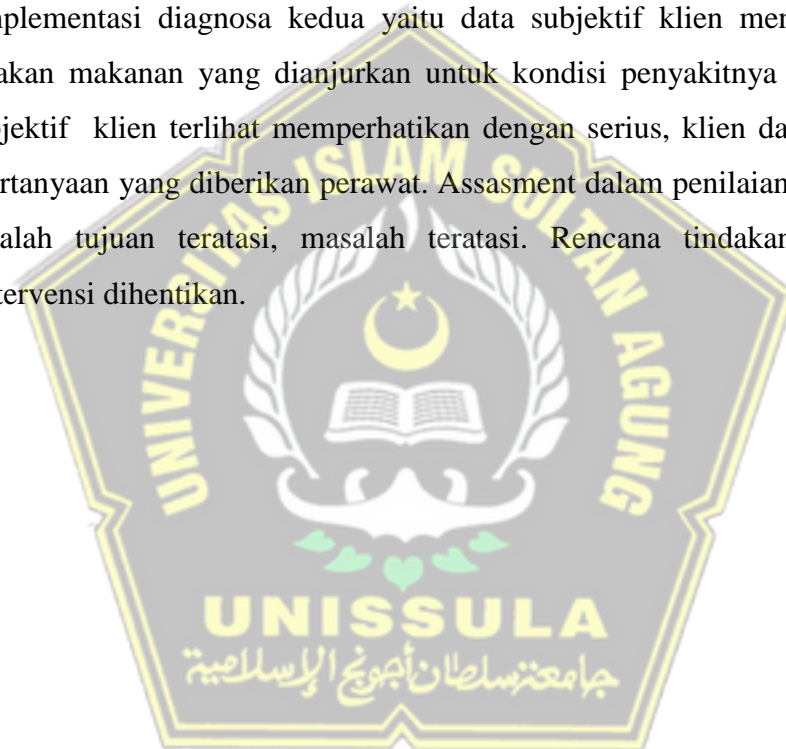 nplementasi diagnosa kedua yaitu data subjektif klien men
akan makanan yang dianjurkan untuk kondisi penyakitnya
jektif klien terlihat memperhatikan dengan serius, klien da
rtanyaan yang diberikan perawat. Assasment dalam penilaian
alah tujuan teratasi, masalah teratasi. Rencana tindakan
tervensi dihentikan.
UNIVERSITAS ISLAM SULTAN AGUNG
UNISSULA
جامعة سلطان أجونج الإسلامية